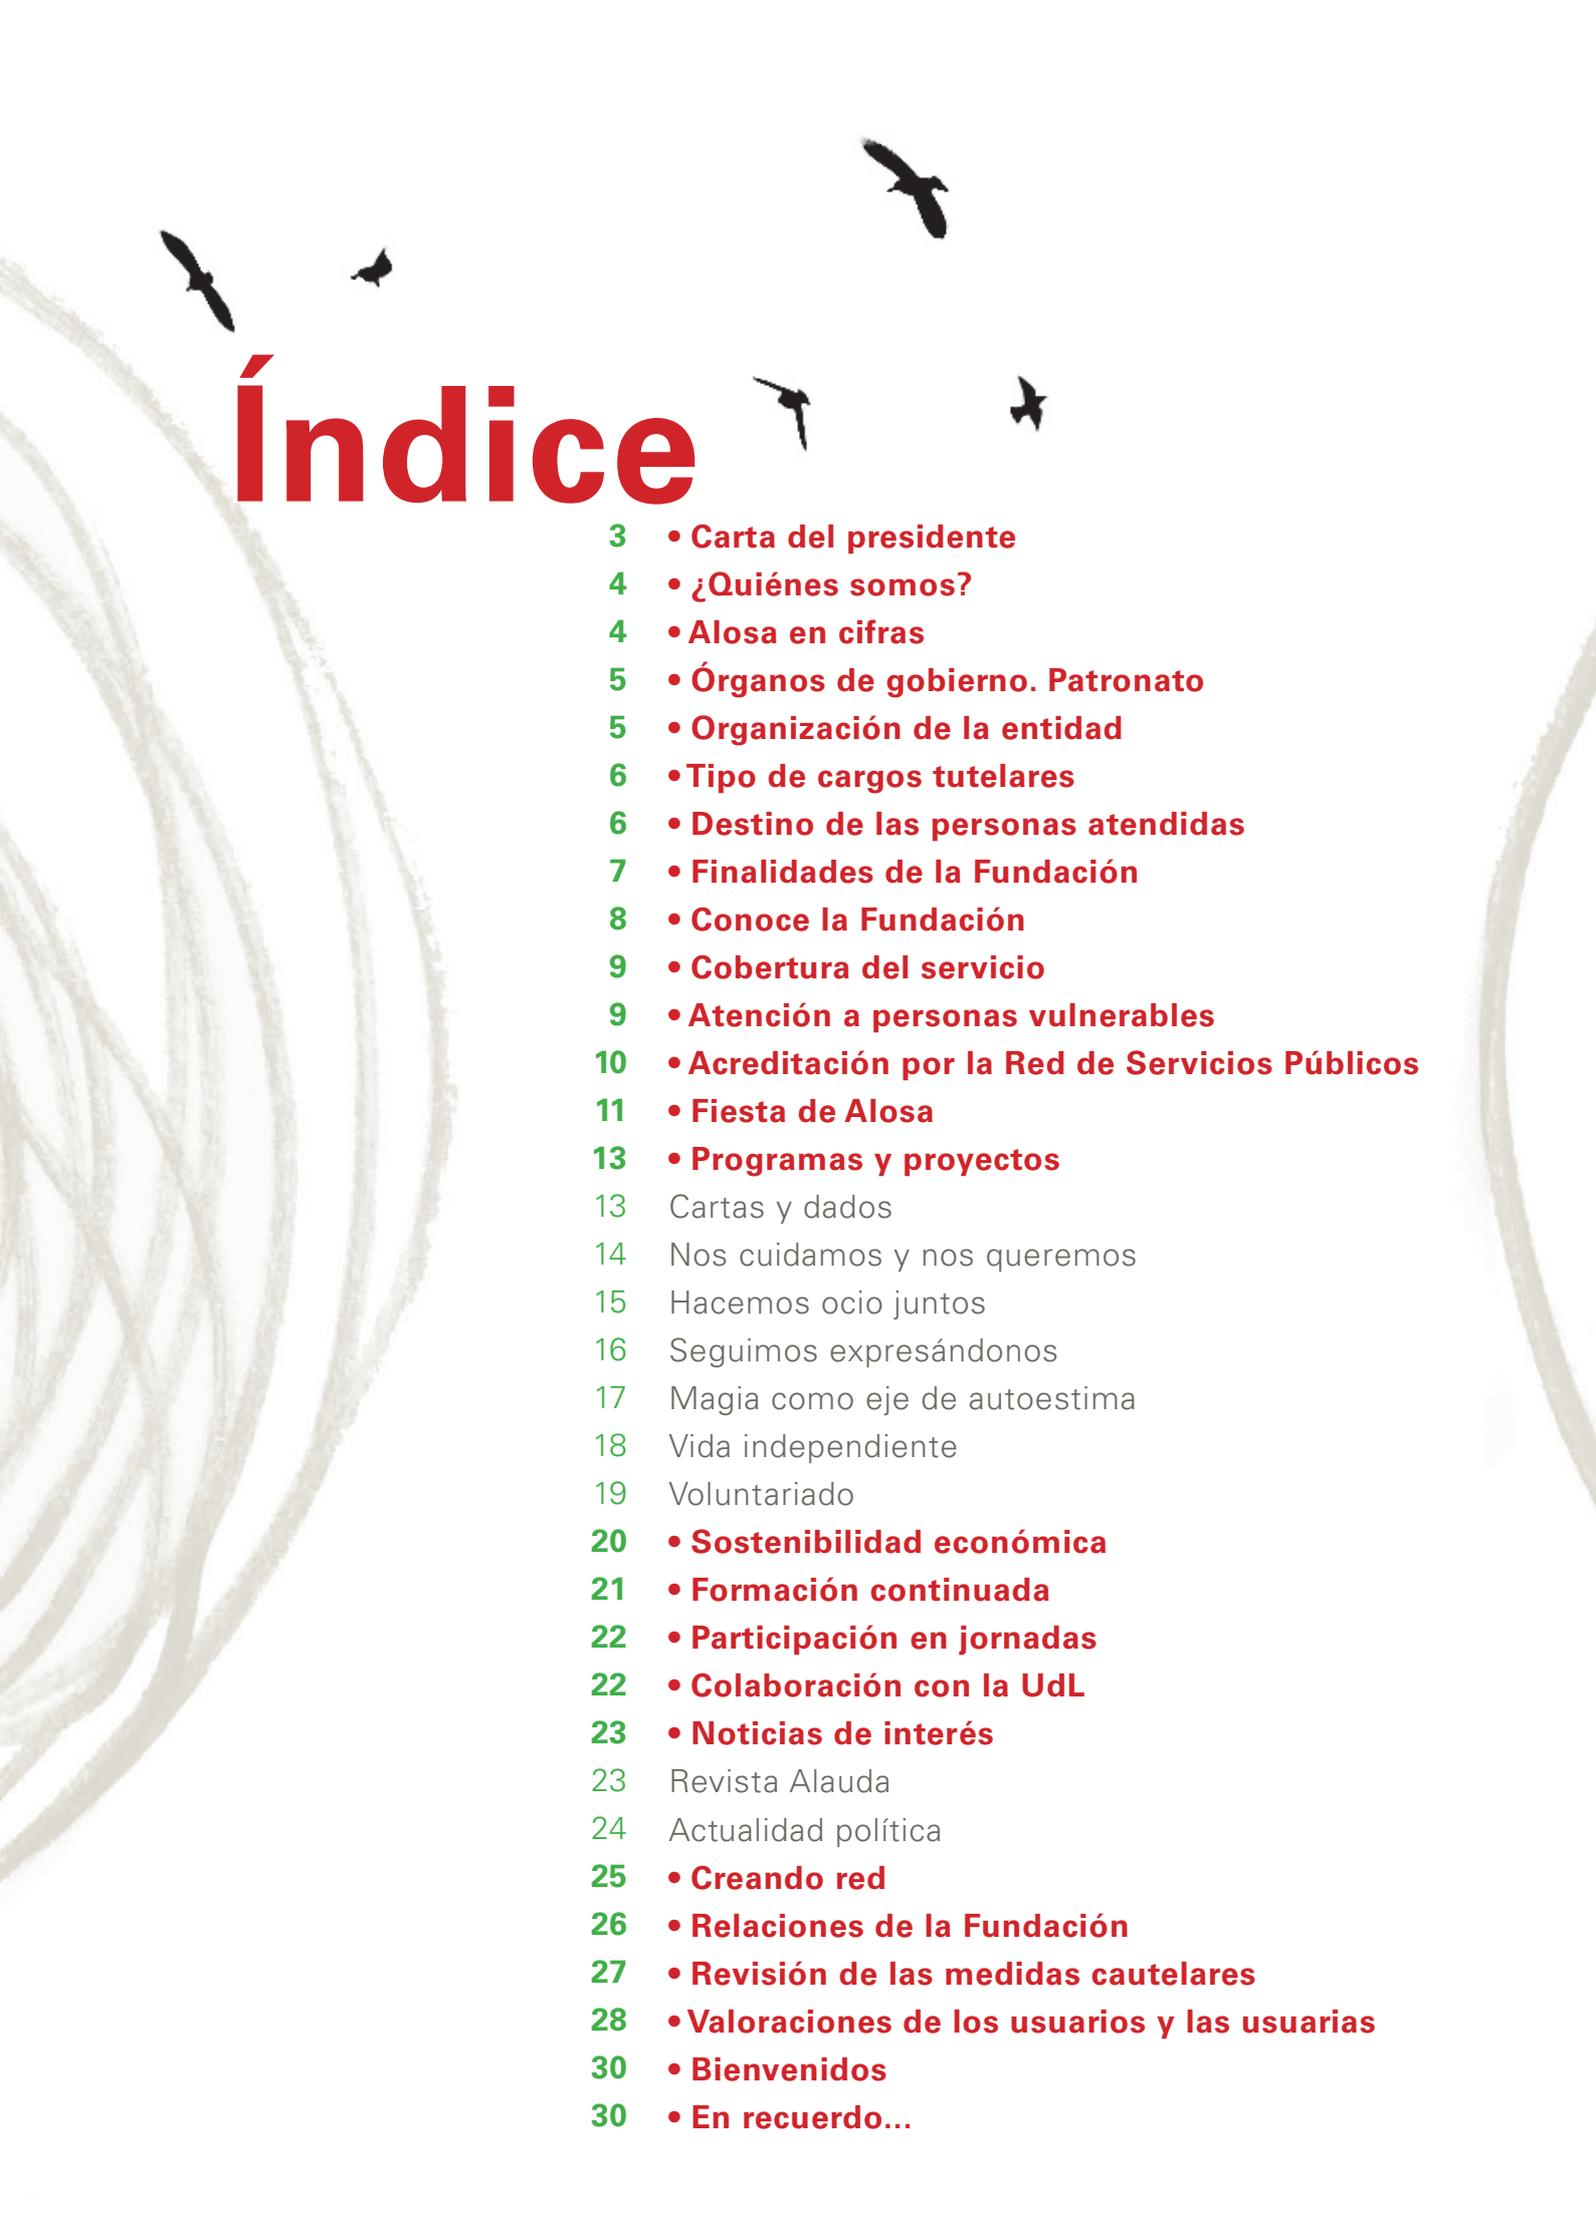 Índice
3 • Carta del presidente
4 • ¿Quiénes somos?
4 • Alosa en cifras
5 • Órganos de gobierno. Patronato
5 • Organización de la entidad
6 • Tipo de cargos tutelares
6 • Destino de las personas atendidas
7 • Finalidades de la Fundación
8 • Conoce la Fundación
9 • Cobertura del servicio
9 • Atención a personas vulnerables
10 • Acreditación por la Red de Servicios Públicos
11 • Fiesta de Alosa
13 • Programas y proyectos
13 Cartas y dados
14 Nos cuidamos y nos queremos
15 Hacemos ocio juntos
16 Seguimos expresándonos
17 Magia como eje de autoestima
18 Vida independiente
19 Voluntariado
20 • Sostenibilidad económica
21 • Formación continuada
22 • Participación en jornadas
22 • Colaboración con la UdL
23 • Noticias de interés
23 Revista Alauda
24 Actualidad política
25 • Creando red
26 • Relaciones de la Fundación
27 • Revisión de las medidas cautelares
28 • Valoraciones de los usuarios y las usuarias
30 • Bienvenidos
30 • En recuerdo...